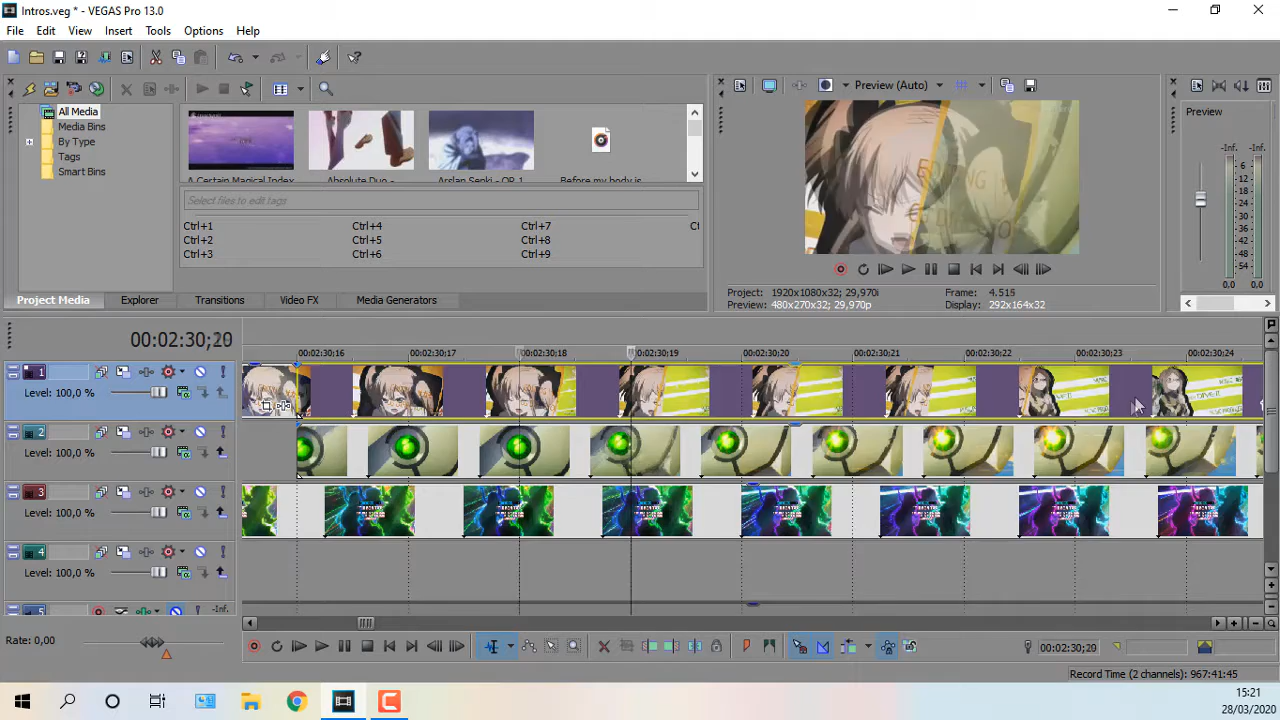 Intros.veg * - VEGAS Pro 13.0
File Edit View Insert Tools Options Help
All Media
Media Bins
By Type
Tags
Smart Bins
A Certain Magical Index
Absolute Duo -
Arslan Senki - OP 1
Before my body is
Select files to edit tags
Ctrl+1 Ctrl+4 Ctrl+7 Ct
Ctrl+2 Ctrl+5 Ctrl+8
Ctrl+3 Ctrl+6 Ctrl+9
Project Media Explorer Transitions Video FX Media Generators
Preview (Auto)
Project: 1920x1080x32; 29,970i Frame: 4.515
Preview: 480x270x32; 29,970p Display: 292x164x32
Preview
-Inf. -Inf.
6
12
18
24
30
36
42
48
54
0,0 0,0
00:02:30;20
00:02:30;16 00:02:30;17 00:02:30;18 00:02:30;19 00:02:30;20 00:02:30;21 00:02:30;22 00:02:30;23 00:02:30;24
1
Level: 100,0 %
2
Level: 100,0 %
3
Level: 100,0 %
4
Level: 100,0 %
5 -Inf.
Rate: 0,00
00:02:30;20
Record Time (2 channels): 967:41:45
15:21
28/03/2020